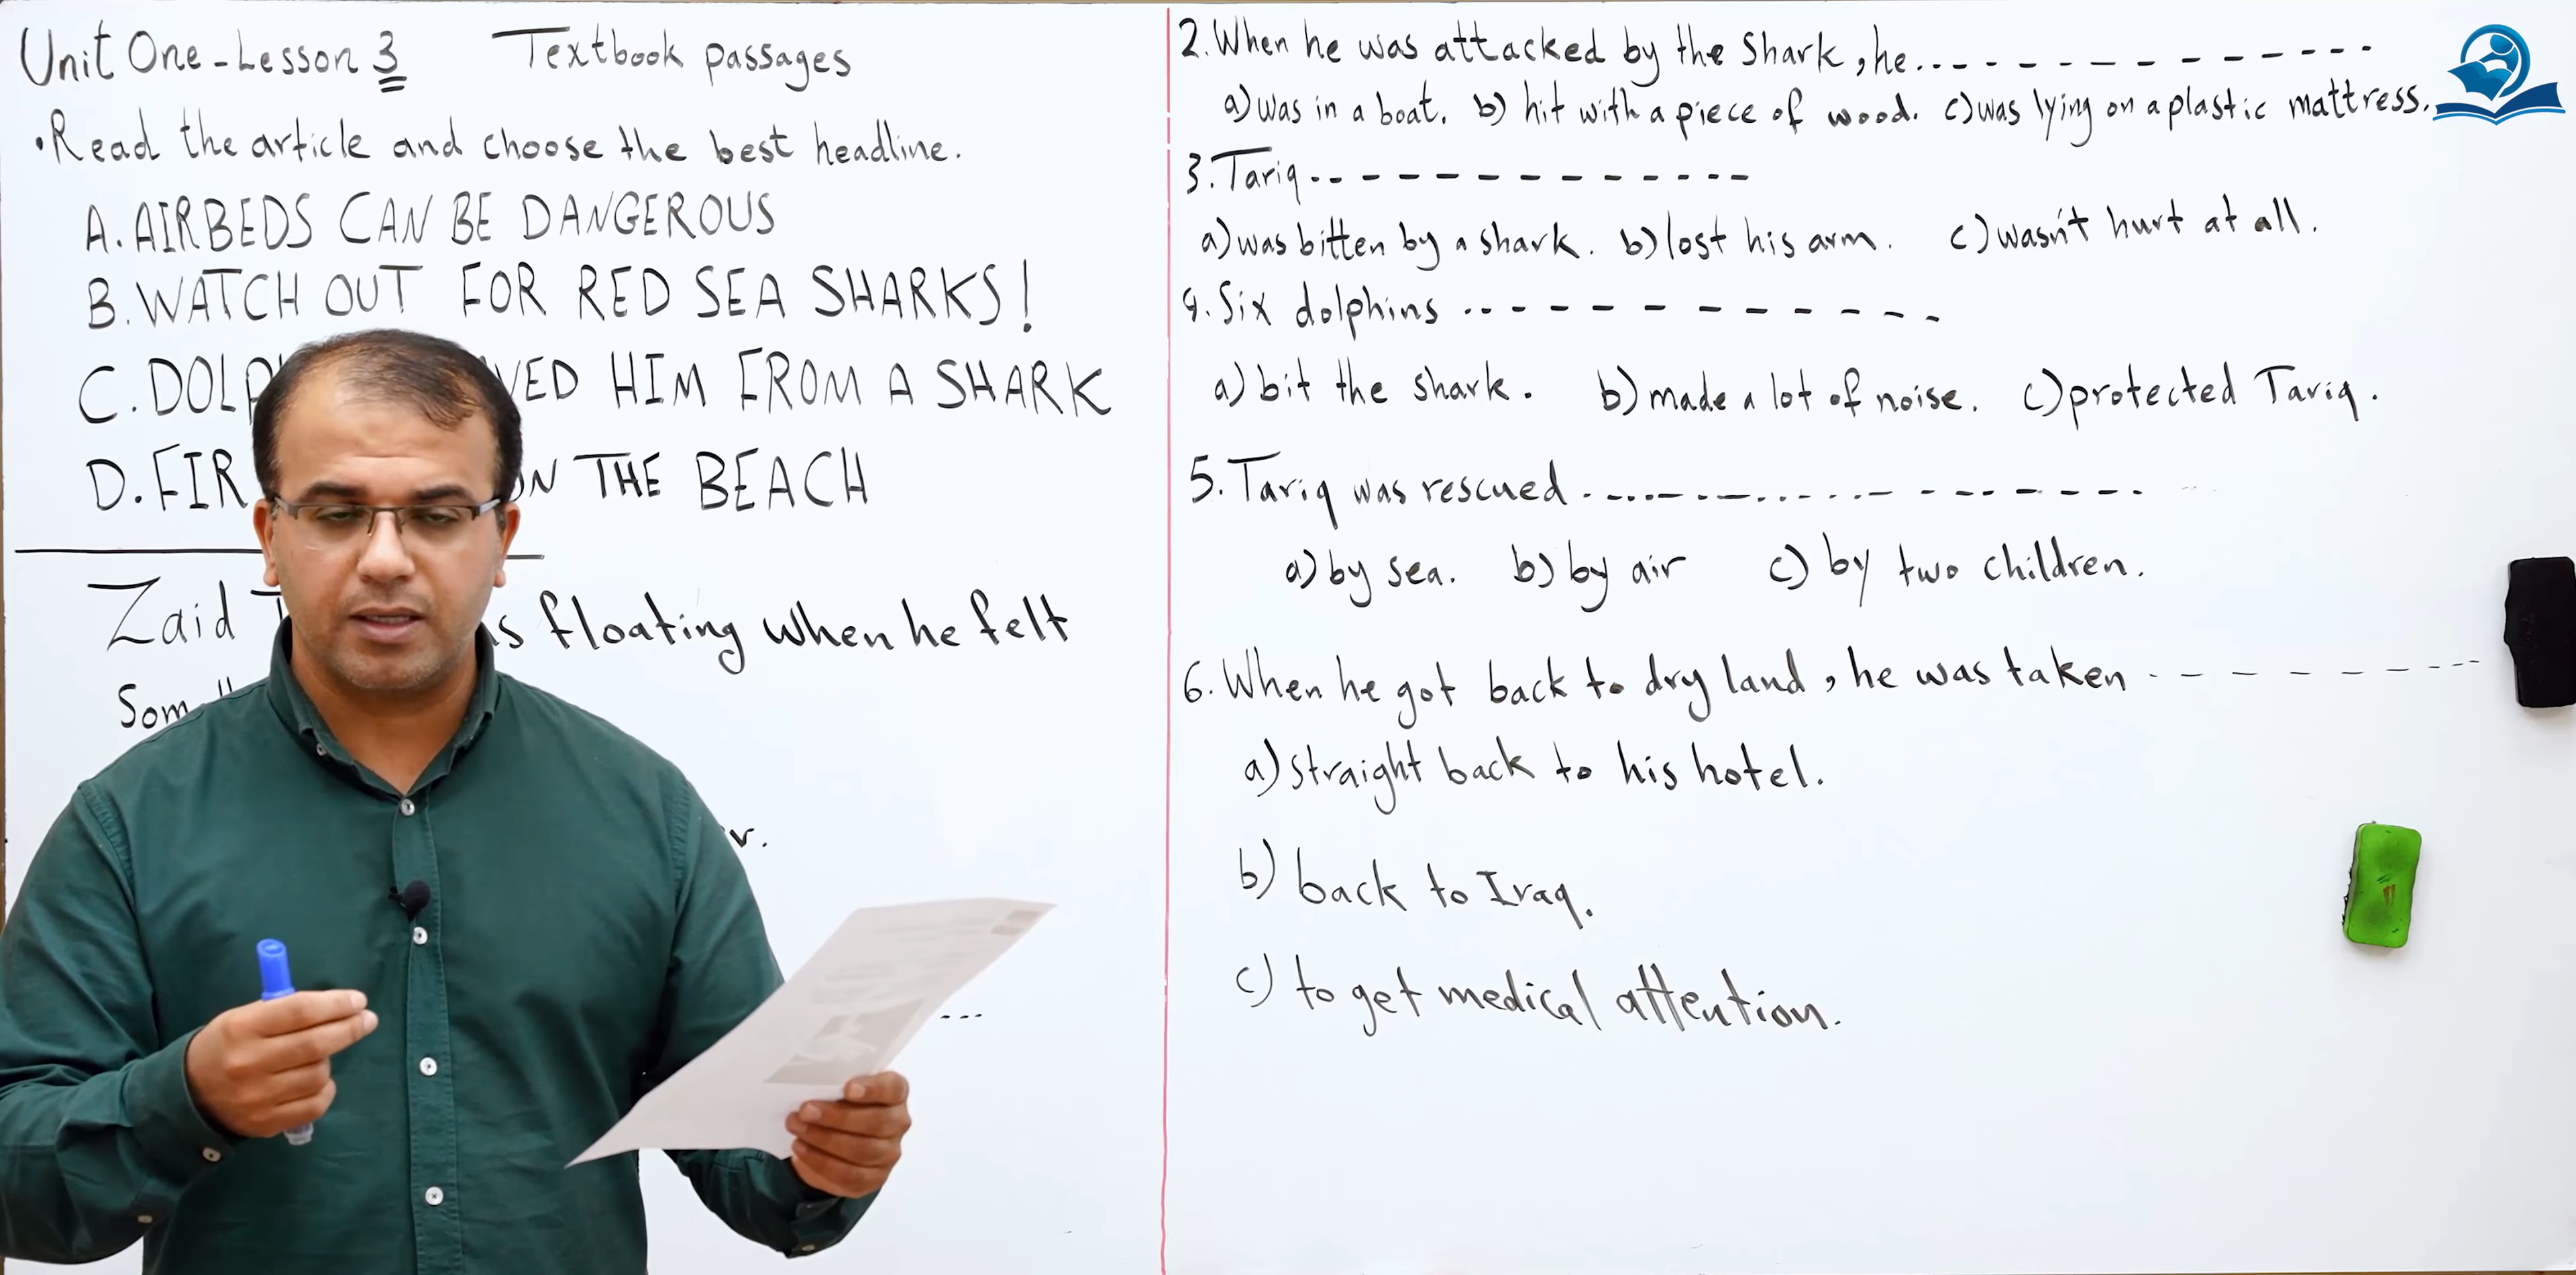 Unit One - Lesson 3 Textbook passages
• Read the article and choose the best headline.
A. AIRBEDS CAN BE DANGEROUS
B. WATCH OUT FOR RED SEA SHARKS!
C. HIM FROM A SHARK
D. THE BEACH
Zaid floating when he felt
2. When he was attacked by the Shark, he..............
a) was in a boat. b) hit with a piece of wood. c) was lying on a plastic mattress.
3. Tariq..............
a) was bitten by a shark. b) lost his arm. c) wasn't hurt at all.
4. Six dolphins ..............
a) bit the shark. b) made a lot of noise. c) protected Tariq.
5. Tariq was rescued ..............
a) by sea. b) by air c) by two children.
6. When he got back to dry land, he was taken ..............
a) straight back to his hotel.
b) back to Iraq.
c) to get medical attention.